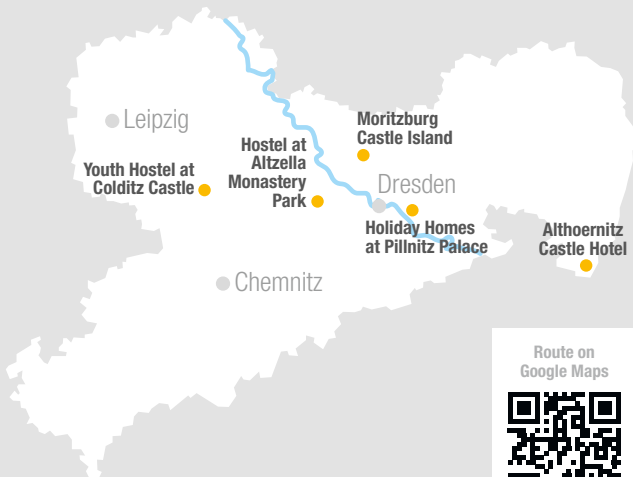 Leipzig
Moritzburg
Castle Island
Hostel at
Altzella
Monastery
Park
Youth Hostel at
Colditz Castle
Dresden
Holiday Homes
at Pillnitz Palace
Althoernitz
Castle Hotel
Chemnitz
Route on
Google Maps